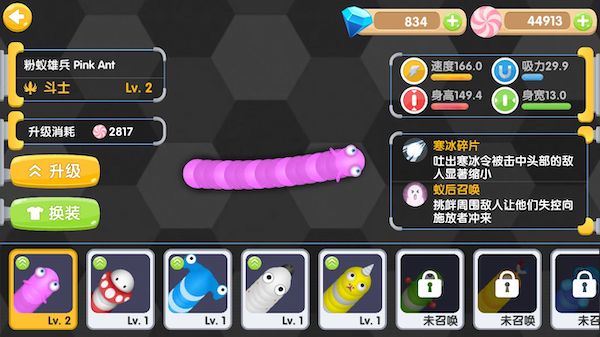 834
44913
粉蚁雄兵 Pink Ant
斗士 Lv. 2
升级消耗 2817
升级
换装
速度166.0 吸力29.9
身高149.4 身宽13.0
寒冰碎片
吐出寒冰令被击中头部的敌
人显著缩小
蚁后召唤
挑衅周围敌人让他们失控向
施放者冲来
Lv. 2
Lv. 1
Lv. 1
Lv. 1
Lv. 1
未召唤
未召唤
未召